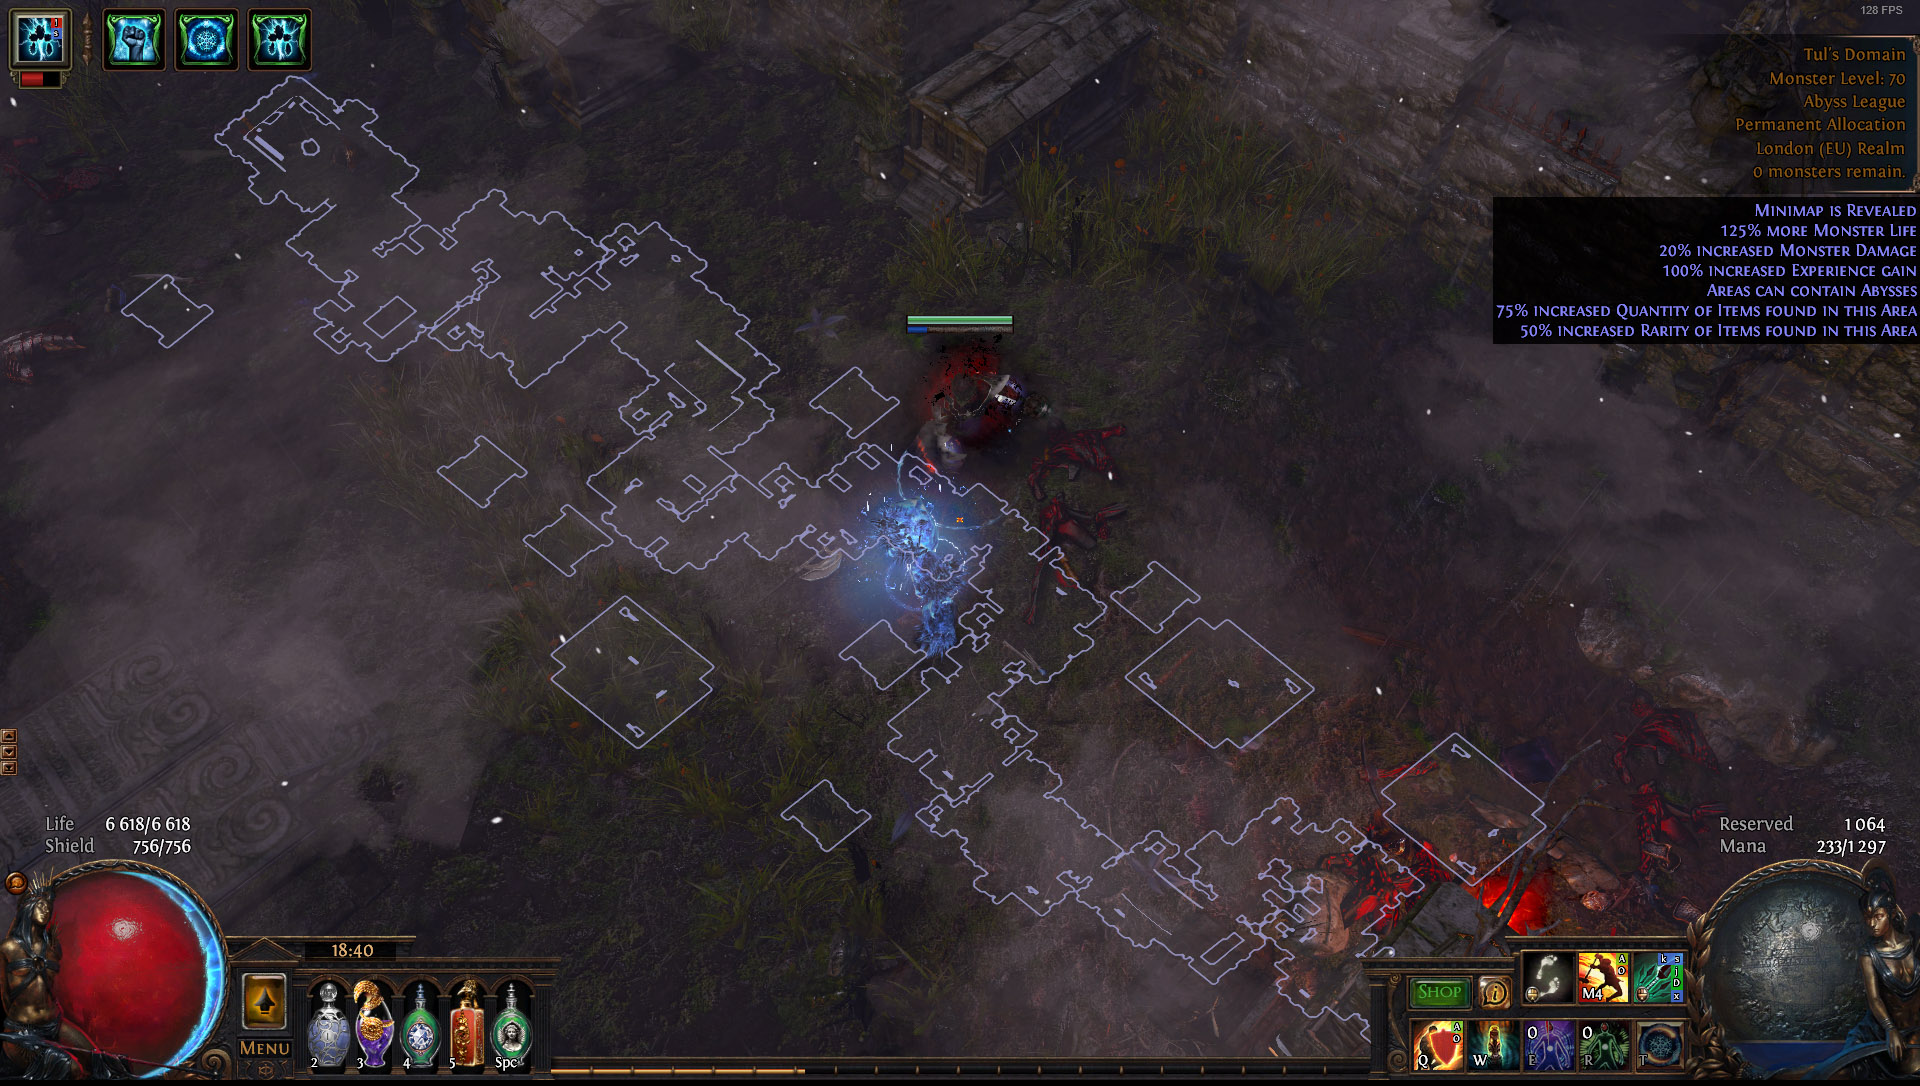 128 FPS
Tul's Domain
Monster Level: 70
Abyss League
Permanent Allocation
London (EU) Realm
0 monsters remain.
Minimap is Revealed
125% more Monster Life
20% increased Monster Damage
100% increased Experience gain
Areas can contain Abysses
75% increased Quantity of Items found in this Area
50% increased Rarity of Items found in this Area
Life 6 618/6 618
Shield 756/756
Reserved 1 064
Mana 233/1 297
18:40
Menu
2 3 4 5 Spc
Shop
M4 A O
k s j D x
Q A O W O E O R T